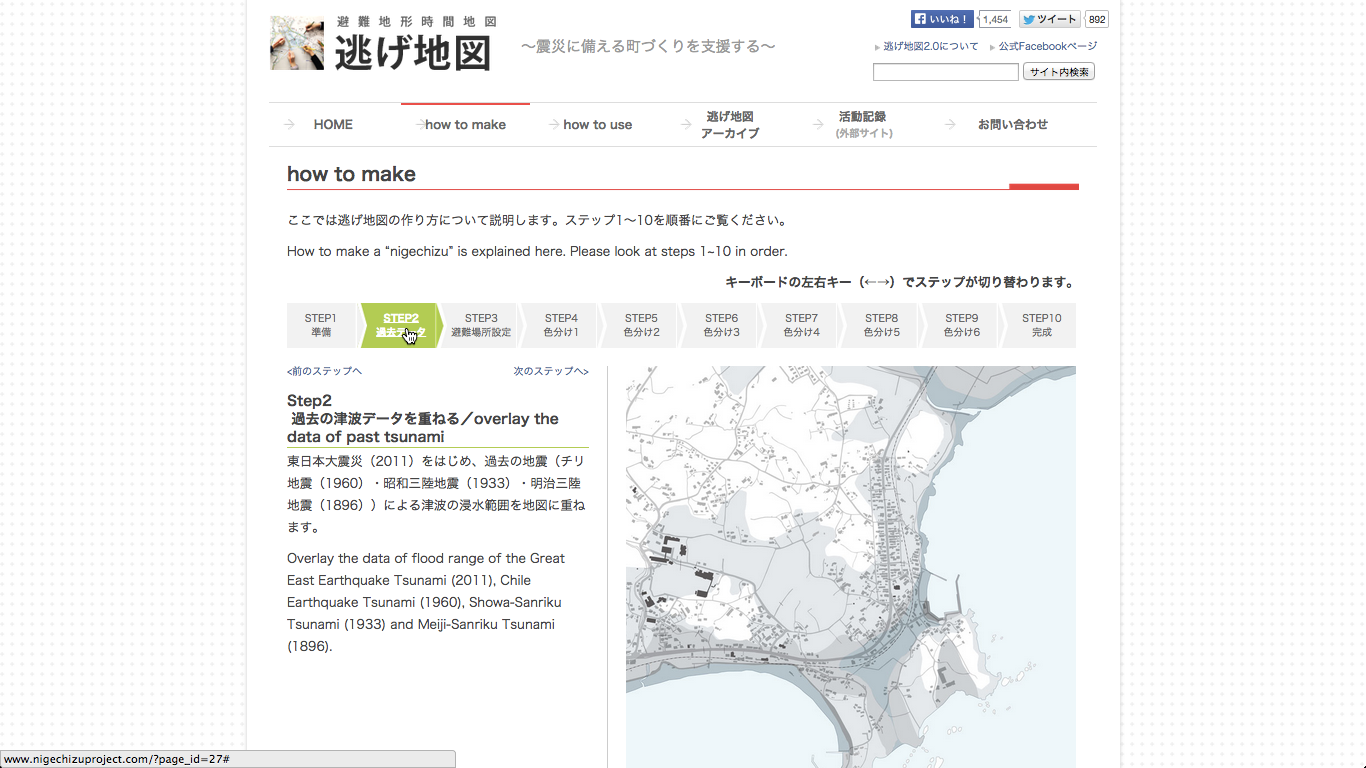 避難地形時間地図
逃げ地図
〜震災に備える町づくりを支援する〜
いいね！ 1,454 ツイート 892
逃げ地図2.0について 公式Facebookページ
サイト内検索
HOME
how to make
how to use
逃げ地図
アーカイブ
活動記録
(外部サイト)
お問い合わせ
how to make
ここでは逃げ地図の作り方について説明します。ステップ1〜10を順番にご覧ください。
How to make a “nigechizu” is explained here. Please look at steps 1~10 in order.
キーボードの左右キー（←→）でステップが切り替わります。
STEP1
準備
STEP2
過去データ
STEP3
避難場所設定
STEP4
色分け1
STEP5
色分け2
STEP6
色分け3
STEP7
色分け4
STEP8
色分け5
STEP9
色分け6
STEP10
完成
<前のステップへ 次のステップへ>
Step2
過去の津波データを重ねる／overlay the
data of past tsunami
東日本大震災（2011）をはじめ、過去の地震（チリ
地震（1960）・昭和三陸地震（1933）・明治三陸
地震（1896））による津波の浸水範囲を地図に重ね
ます。
Overlay the data of flood range of the Great
East Earthquake Tsunami (2011), Chile
Earthquake Tsunami (1960), Showa-Sanriku
Tsunami (1933) and Meiji-Sanriku Tsunami
(1896).
www.nigechizuproject.com/?page_id=27#